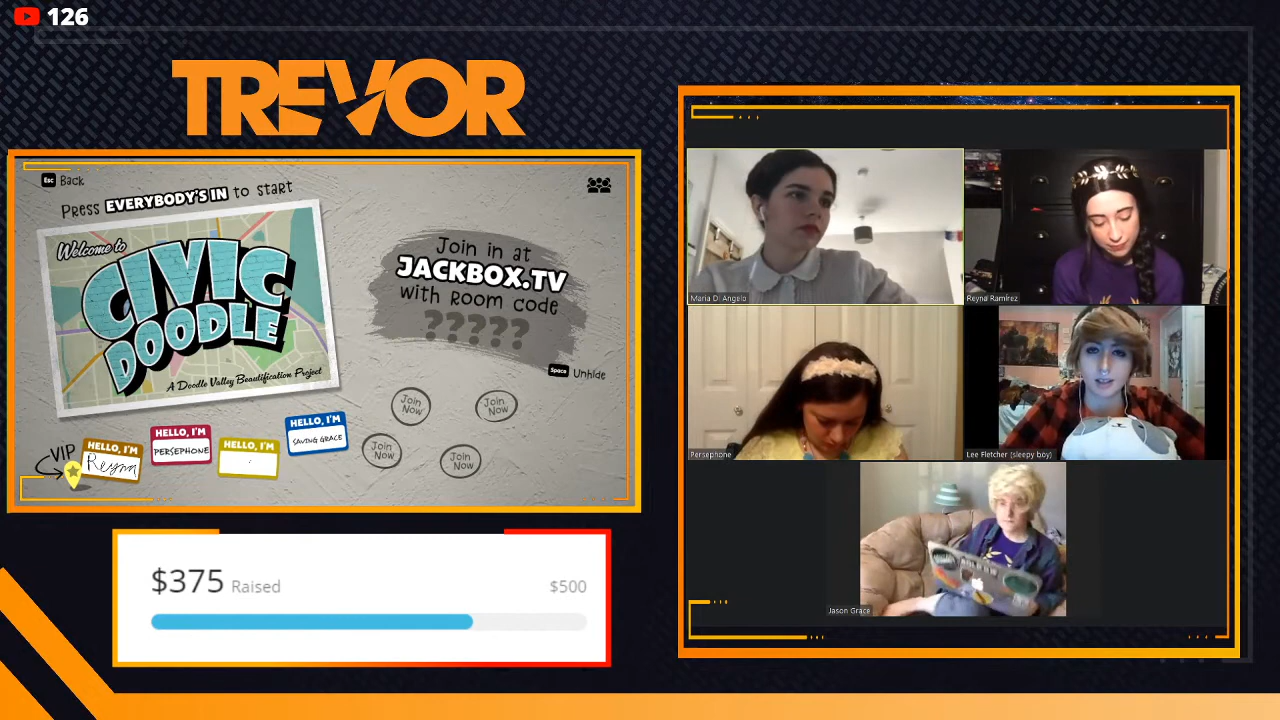 126
TREVOR
Esc Back
Press EVERYBODY'S IN to start
Welcome to
CIVIC
DOODLE
A Doodle Valley Beautification Project
Join in at
JACKBOX.TV
with Room code
?????
Space Unhide
VIP
HELLO, I'M
Reyna
HELLO, I'M
PERSEPHONE
HELLO, I'M
HELLO, I'M
SAVING GRACE
Join Now
Join Now
Join Now
Join Now
$375 Raised
$500
Maria Di Angelo
Reyna Ramírez
Persephone
Lee Fletcher (sleepy boy)
Jason Grace